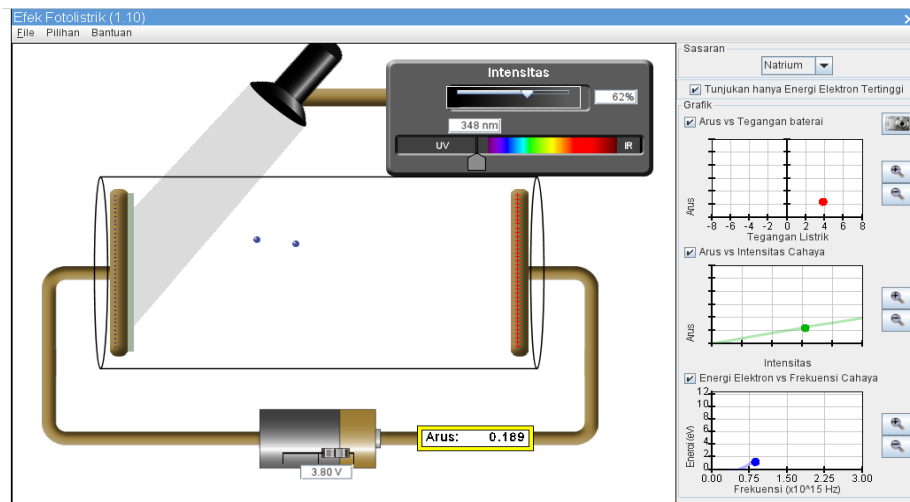 Efek Fotolistrik (1.10)
File Pilihan Bantuan
Intensitas
62%
348 nm
UV IR
Arus: 0.189
3.80 V
Sasaran
Natrium
Tunjukan hanya Energi Elektron Tertinggi
Grafik
Arus vs Tegangan baterai
Arus
-8 -6 -4 -2 0 2 4 6 8
Tegangan Listrik
Arus vs Intensitas Cahaya
Arus
Intensitas
Energi Elektron vs Frekuensi Cahaya
Energi (eV)
12
8
6
4
2
0
0.00 0.75 1.50 2.25 3.00
Frekuensi (x10^15 Hz)